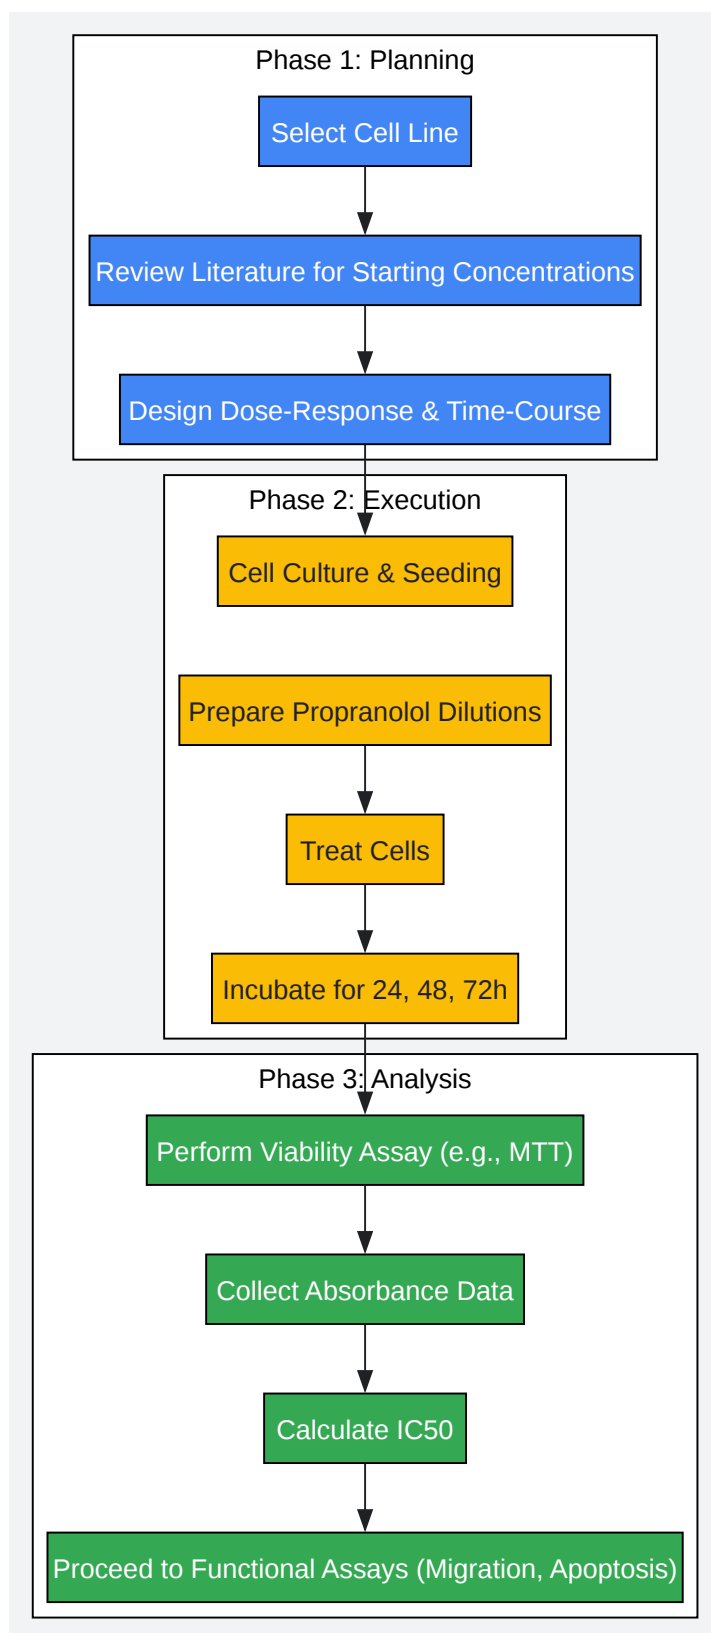 Phase 1: Planning
Select Cell Line
Review Literature for Starting Concentrations
Design Dose-Response & Time-Course
Phase 2: Execution
Cell Culture & Seeding
Prepare Propranolol Dilutions
Treat Cells
Incubate for 24, 48, 72h
Phase 3: Analysis
Perform Viability Assay (e.g., MTT)
Collect Absorbance Data
Calculate IC50
Proceed to Functional Assays (Migration, Apoptosis)